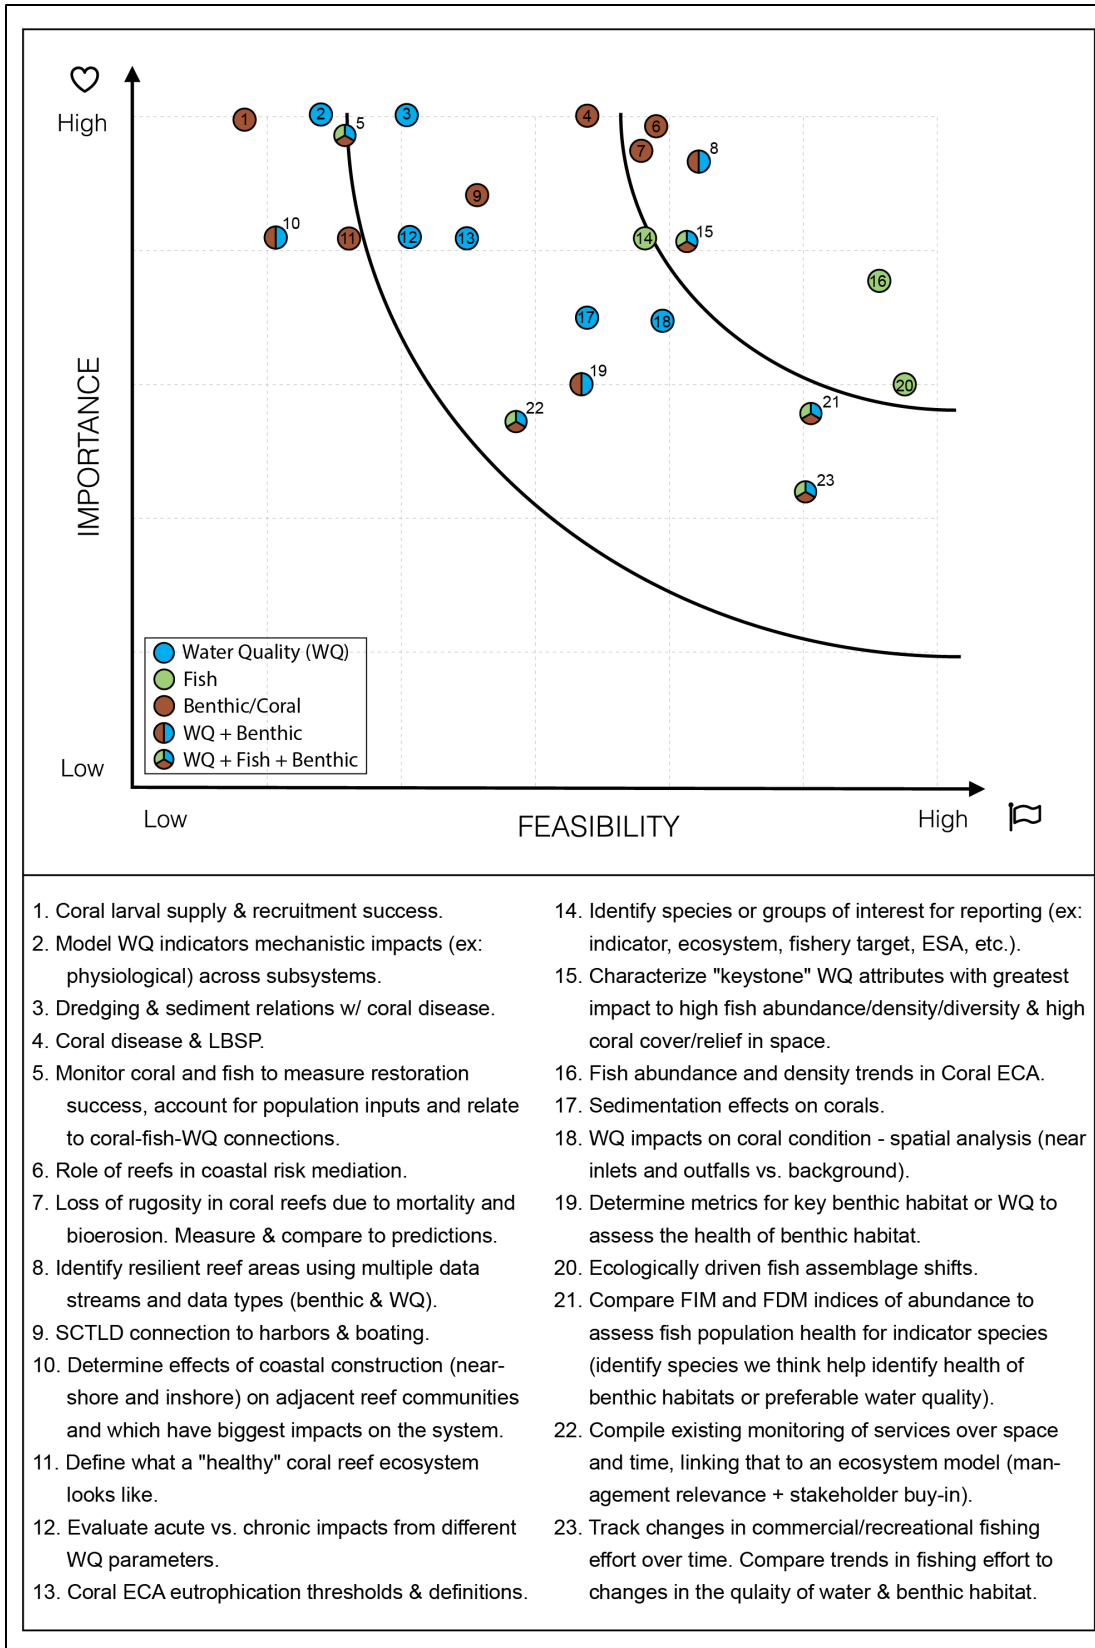 High
1
2
3
5
4
6
7
8
9
10
11
12
13
14
15
16
17
18
19
20
21
22
23
IMPORTANCE
Water Quality (WQ)
Fish
Benthic/Coral
WQ + Benthic
WQ + Fish + Benthic
Low
Low
FEASIBILITY
High
1. Coral larval supply & recruitment success.
2. Model WQ indicators mechanistic impacts (ex:
physiological) across subsystems.
3. Dredging & sediment relations w/ coral disease.
4. Coral disease & LBSP.
5. Monitor coral and fish to measure restoration
success, account for population inputs and relate
to coral-fish-WQ connections.
6. Role of reefs in coastal risk mediation.
7. Loss of rugosity in coral reefs due to mortality and
bioerosion. Measure & compare to predictions.
8. Identify resilient reef areas using multiple data
streams and data types (benthic & WQ).
9. SCTLD connection to harbors & boating.
10. Determine effects of coastal construction (near-
shore and inshore) on adjacent reef communities
and which have biggest impacts on the system.
11. Define what a "healthy" coral reef ecosystem
looks like.
12. Evaluate acute vs. chronic impacts from different
WQ parameters.
13. Coral ECA eutrophication thresholds & definitions.
14. Identify species or groups of interest for reporting (ex:
indicator, ecosystem, fishery target, ESA, etc.).
15. Characterize "keystone" WQ attributes with greatest
impact to high fish abundance/density/diversity & high
coral cover/relief in space.
16. Fish abundance and density trends in Coral ECA.
17. Sedimentation effects on corals.
18. WQ impacts on coral condition - spatial analysis (near
inlets and outfalls vs. background).
19. Determine metrics for key benthic habitat or WQ to
assess the health of benthic habitat.
20. Ecologically driven fish assemblage shifts.
21. Compare FIM and FDM indices of abundance to
assess fish population health for indicator species
(identify species we think help identify health of
benthic habitats or preferable water quality).
22. Compile existing monitoring of services over space
and time, linking that to an ecosystem model (man-
agement relevance + stakeholder buy-in).
23. Track changes in commercial/recreational fishing
effort over time. Compare trends in fishing effort to
changes in the qulaity of water & benthic habitat.